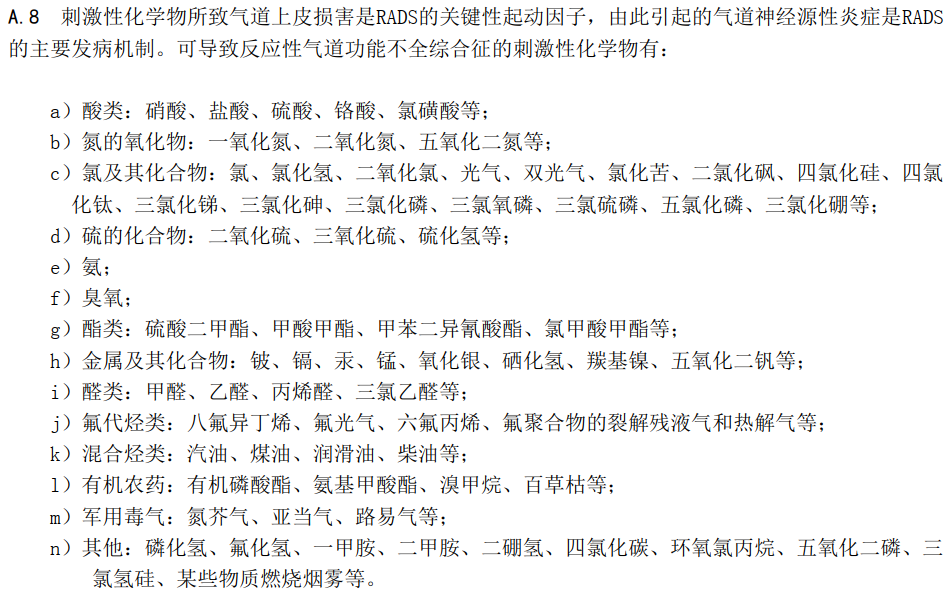 A.8 刺激性化学物所致气道上皮损害是RADS的关键性起动因子，由此引起的气道神经源性炎症是RADS
的主要发病机制。可导致反应性气道功能不全综合征的刺激性化学物有：
a）酸类：硝酸、盐酸、硫酸、铬酸、氯磺酸等；
b）氮的氧化物：一氧化氮、二氧化氮、五氧化二氮等；
c）氯及其化合物：氯、氯化氢、二氧化氯、光气、双光气、氯化苦、二氯化砜、四氯化硅、四氯
化钛、三氯化锑、三氯化砷、三氯化磷、三氯氧磷、三氯硫磷、五氯化磷、三氯化硼等；
d）硫的化合物：二氧化硫、三氧化硫、硫化氢等；
e）氨；
f）臭氧；
g）酯类：硫酸二甲酯、甲酸甲酯、甲苯二异氰酸酯、氯甲酸甲酯等；
h）金属及其化合物：铍、镉、汞、锰、氧化银、硒化氢、羰基镍、五氧化二钒等；
i）醛类：甲醛、乙醛、丙烯醛、三氯乙醛等；
j）氟代烃类：八氟异丁烯、氟光气、六氟丙烯、氟聚合物的裂解残液气和热解气等；
k）混合烃类：汽油、煤油、润滑油、柴油等；
l）有机农药：有机磷酸酯、氨基甲酸酯、溴甲烷、百草枯等；
m）军用毒气：氮芥气、亚当气、路易气等；
n）其他：磷化氢、氟化氢、一甲胺、二甲胺、二硼氢、四氯化碳、环氧氯丙烷、五氧化二磷、三
氯氢硅、某些物质燃烧烟雾等。